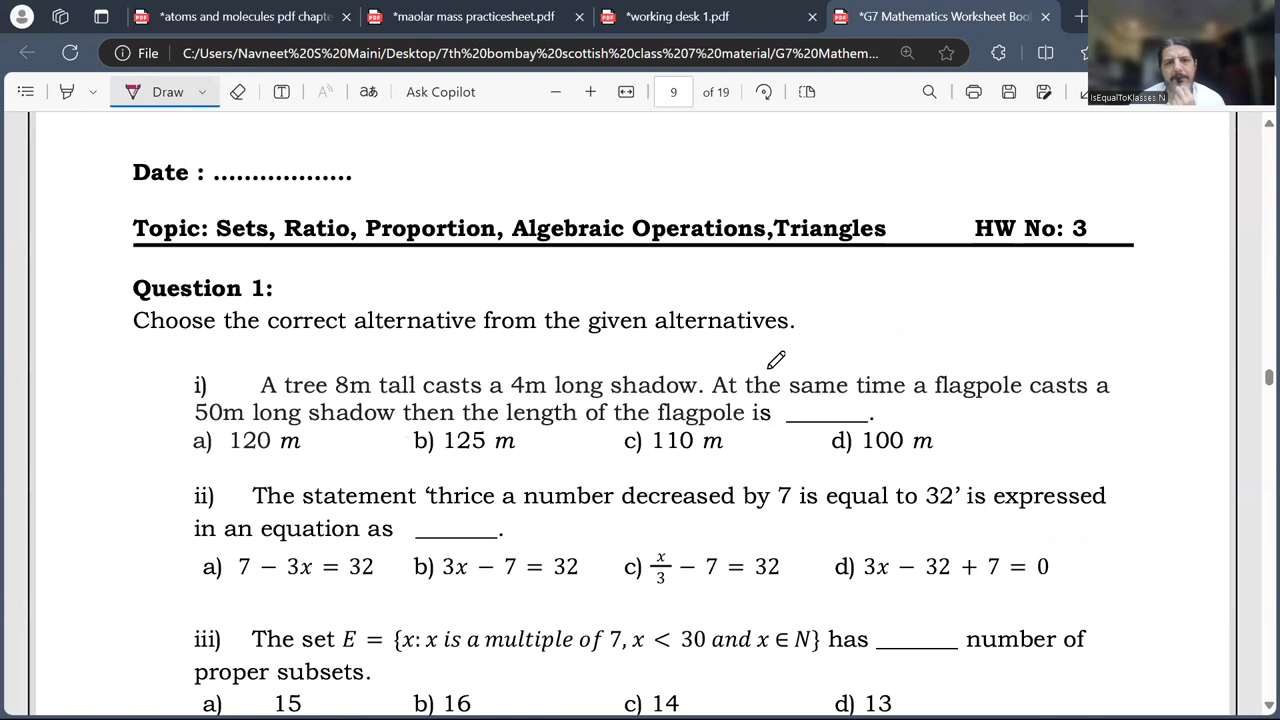 *atoms and molecules pdf chapte
*maolar mass practicesheet.pdf
*working desk 1.pdf
*G7 Mathematics Worksheet Boo
File
C:/Users/Navneet%20S%20Maini/Desktop/7th%20bombay%20scottish%20class%207%20material/G7%20Mathem...
Draw
Ask Copilot
9 of 19
IsEqualToKlasses N
Date : ..................
Topic: Sets, Ratio, Proportion, Algebraic Operations,Triangles HW No: 3
Question 1:
Choose the correct alternative from the given alternatives.
i) A tree 8m tall casts a 4m long shadow. At the same time a flagpole casts a
50m long shadow then the length of the flagpole is _______.
a) 120 m b) 125 m c) 110 m d) 100 m
ii) The statement ‘thrice a number decreased by 7 is equal to 32’ is expressed
in an equation as _______.
a) 7 − 3x = 32 b) 3x − 7 = 32 c) x/3 − 7 = 32 d) 3x − 32 + 7 = 0
iii) The set E = {x: x is a multiple of 7, x < 30 and x ∈ N} has _______ number of
proper subsets.
a) 15 b) 16 c) 14 d) 13